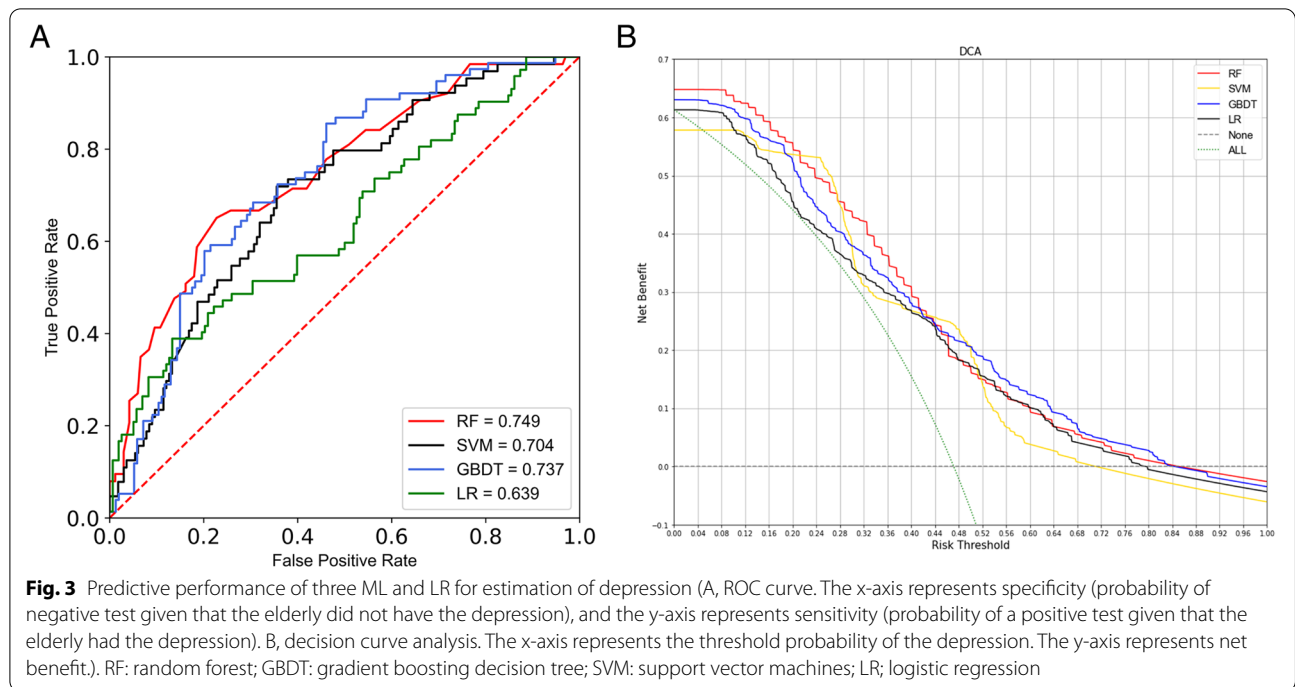 A
1.0
0.8
0.6
0.4
0.2
0.0
True Positive Rate
0.0 0.2 0.4 0.6 0.8 1.0
False Positive Rate
RF = 0.749
SVM = 0.704
GBDT = 0.737
LR = 0.639
B
DCA
0.7
0.6
0.5
0.4
0.3
0.2
0.1
0.0
−0.1
Net Benefit
0.00 0.04 0.08 0.12 0.16 0.20 0.24 0.28 0.32 0.36 0.40 0.44 0.48 0.52 0.56 0.60 0.64 0.68 0.72 0.76 0.80 0.84 0.88 0.92 0.96 1.00
Risk Threshold
RF
SVM
GBDT
LR
None
ALL
Fig. 3 Predictive performance of three ML and LR for estimation of depression (A, ROC curve. The x-axis represents specificity (probability of
negative test given that the elderly did not have the depression), and the y-axis represents sensitivity (probability of a positive test given that the
elderly had the depression). B, decision curve analysis. The x-axis represents the threshold probability of the depression. The y-axis represents net
benefit.). RF: random forest; GBDT: gradient boosting decision tree; SVM: support vector machines; LR; logistic regression